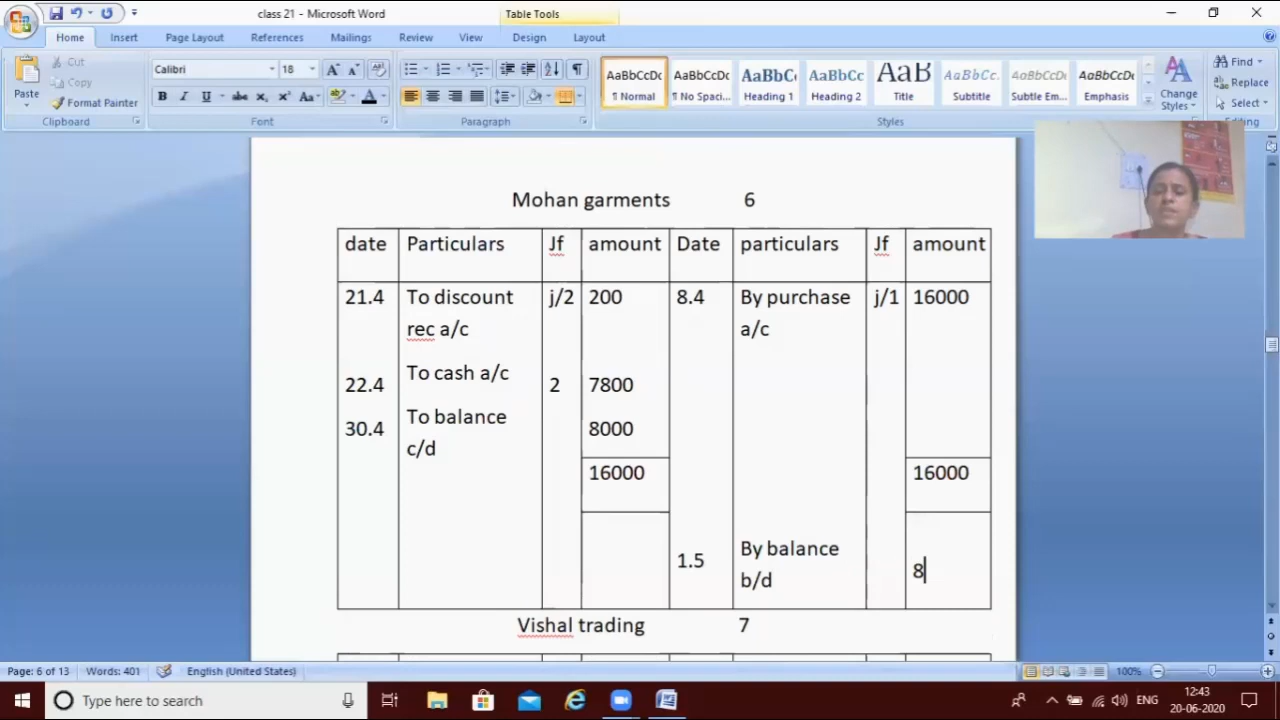 class 21 - Microsoft Word
Table Tools
Home Insert Page Layout References Mailings Review View Design Layout
Paste
Cut
Copy
Format Painter
Clipboard
Calibri 18
Font
Paragraph
AaBbCcDc AaBbCcDc AaBbC AaBbCc AaB AaBbCc. AaBbCcDc AaBbCcDc
¶ Normal ¶ No Spaci... Heading 1 Heading 2 Title Subtitle Subtle Em... Emphasis
Change Styles
Styles
Find
Replace
Select
Editing
Mohan garments 6
date Particulars Jf amount Date particulars Jf amount
21.4 To discount rec a/c j/2 200 8.4 By purchase a/c j/1 16000
22.4 To cash a/c 2 7800
30.4 To balance c/d 8000
16000 16000
1.5 By balance b/d 8
Vishal trading 7
Page: 6 of 13 Words: 401 English (United States) 100%
Type here to search
ENG
12:43
20-06-2020